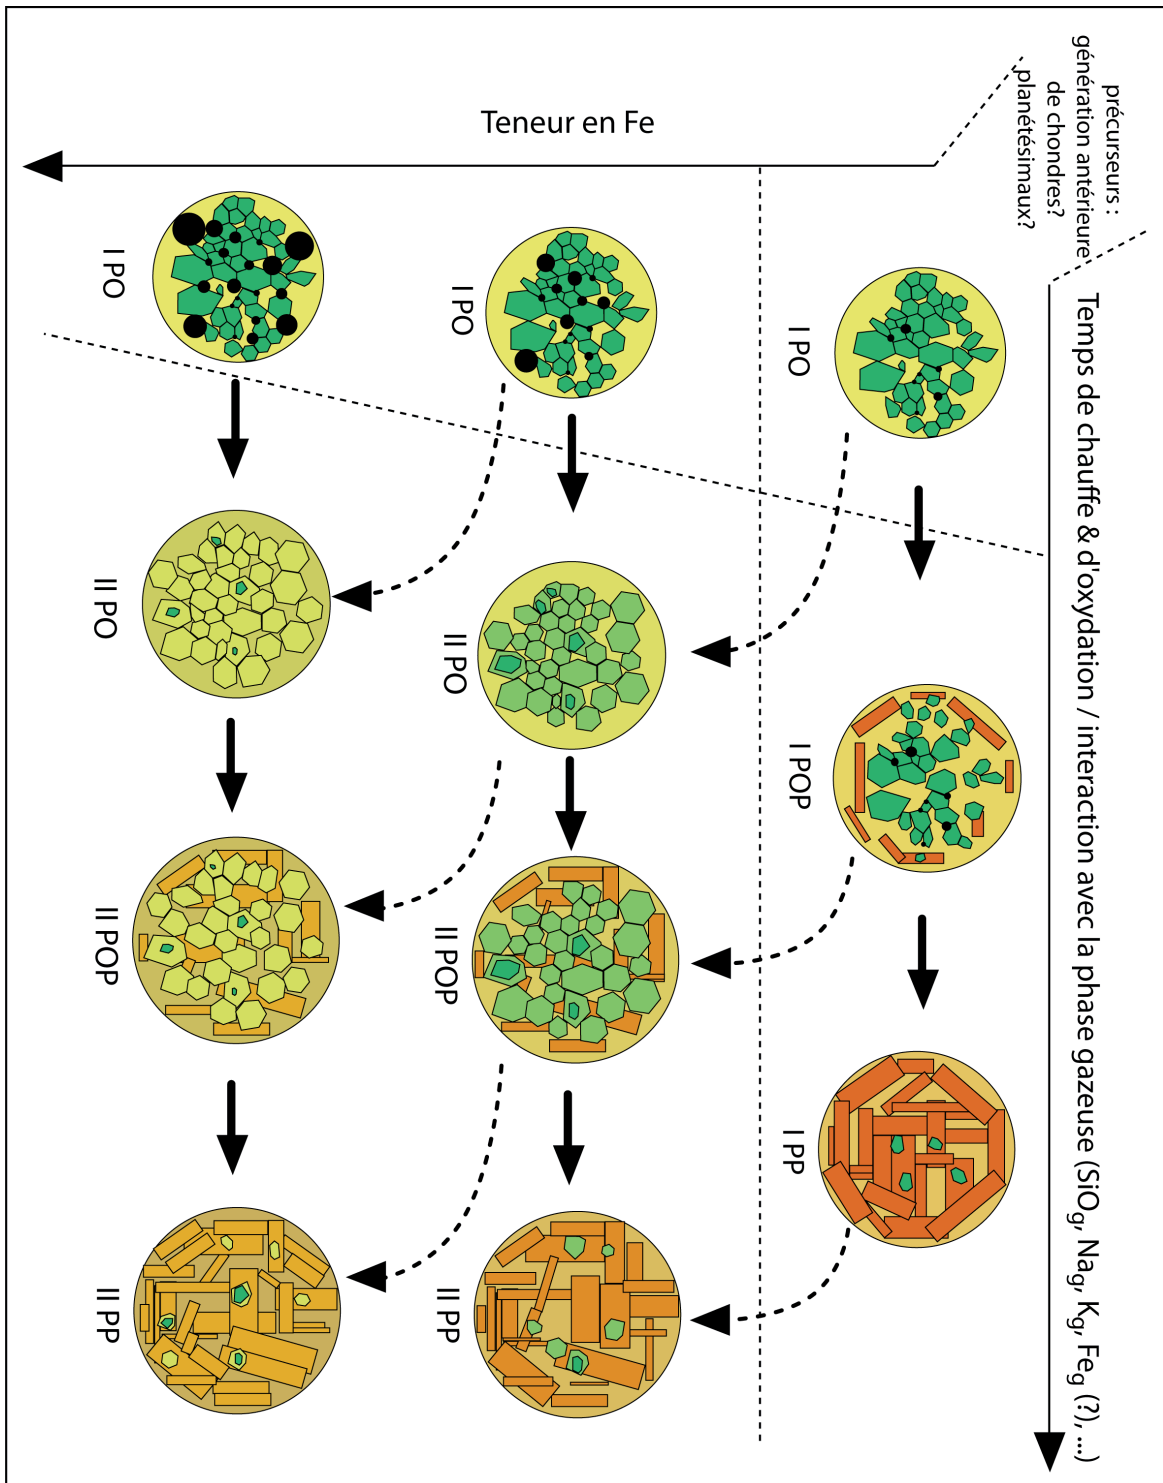 précurseurs :
génération antérieure
de chondres?
planétésimaux?
Temps de chauffe & d'oxydation / interaction avec la phase gazeuse (SiOg, Nag, Kg, Feg (?), ...)
Teneur en Fe
I PO
I POP
I PP
I PO
II PO
II POP
II PP
I PO
II PO
II POP
II PP